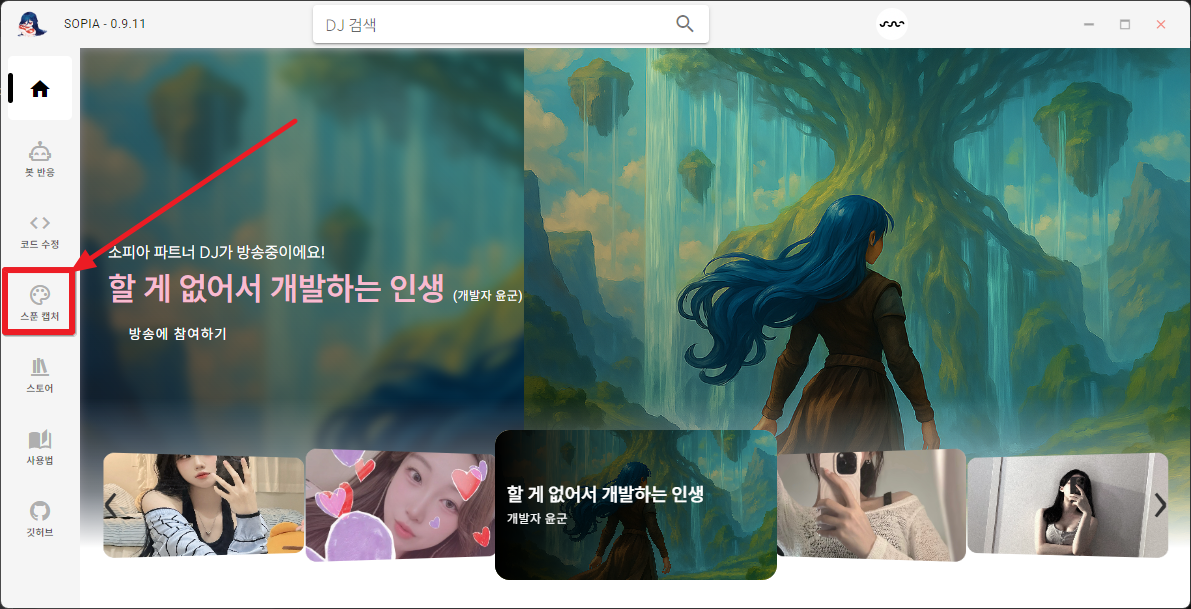 SOPIA - 0.9.11
DJ 검색
봇 반응
코드 수정
스푼 캡처
스토어
사용법
깃허브
소피아 파트너 DJ가 방송중이에요!
할 게 없어서 개발하는 인생 (개발자 윤군)
방송에 참여하기
할 게 없어서 개발하는 인생
개발자 윤군